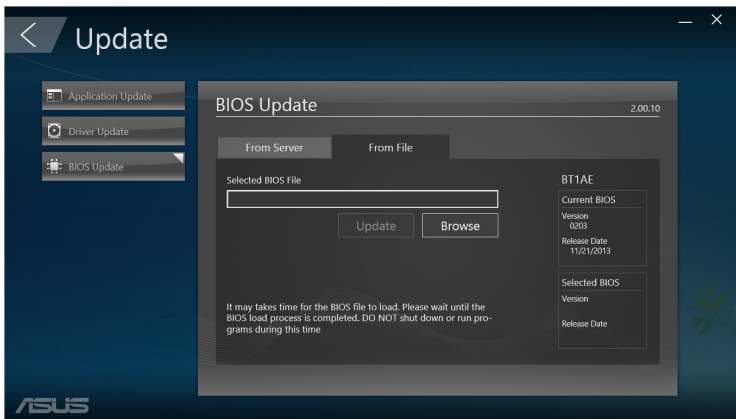 Update
Application Update
Driver Update
BIOS Update
BIOS Update
2.00.10
From Server
From File
Selected BIOS File
Update
Browse
It may takes time for the BIOS file to load. Please wait until the
BIOS load process is completed. DO NOT shut down or run pro-
grams during this time
BT1AE
Current BIOS
Version
0203
Release Date
11/21/2013
Selected BIOS
Version
Release Date
ASUS